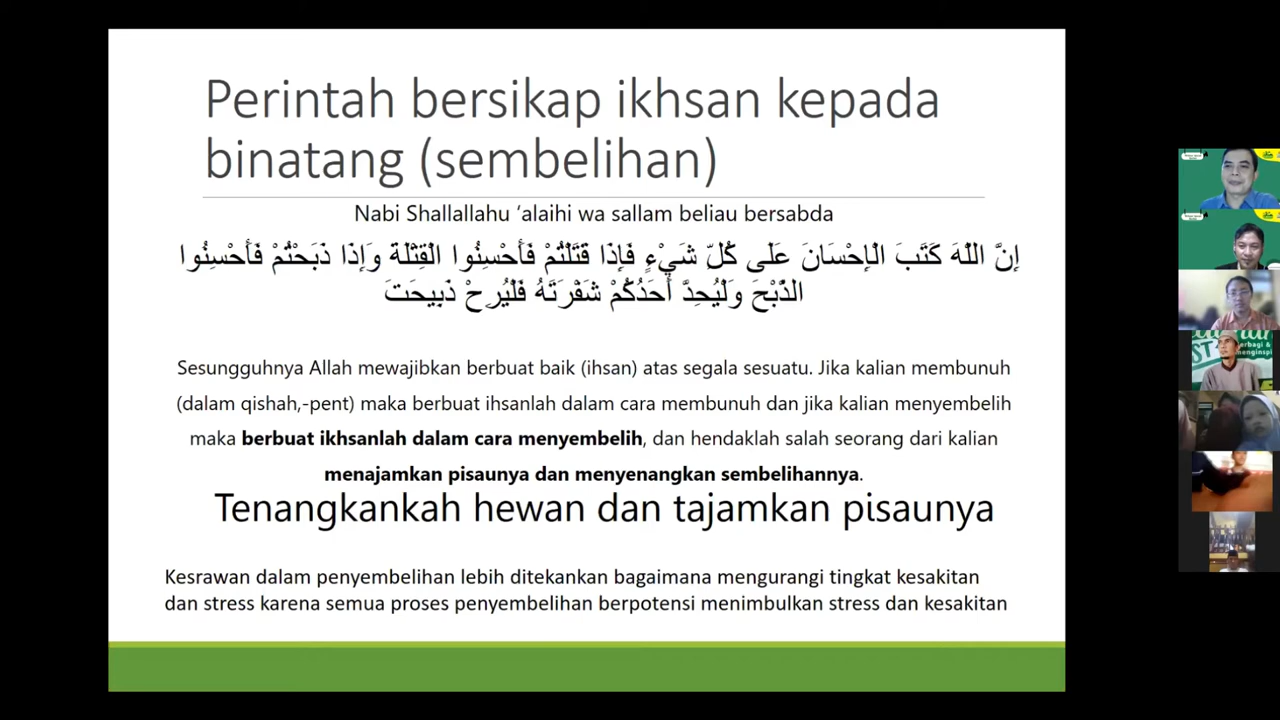 Perintah bersikap ikhsan kepada
binatang (sembelihan)
Nabi Shallallahu ‘alaihi wa sallam beliau bersabda
إِنَّ اللَّهَ كَتَبَ الْإِحْسَانَ عَلَى كُلِّ شَيْءٍ فَإِذَا قَتَلْتُمْ فَأَحْسِنُوا الْقِتْلَةَ وَإِذَا ذَبَحْتُمْ فَأَحْسِنُوا
الذَّبْحَ وَلْيُحِدَّ أَحَدُكُمْ شَفْرَتَهُ فَلْيُرِحْ ذَبِيحَتَ
Sesungguhnya Allah mewajibkan berbuat baik (ihsan) atas segala sesuatu. Jika kalian membunuh
(dalam qishah,-pent) maka berbuat ihsanlah dalam cara membunuh dan jika kalian menyembelih
maka berbuat ikhsanlah dalam cara menyembelih, dan hendaklah salah seorang dari kalian
menajamkan pisaunya dan menyenangkan sembelihannya.
Tenangkankah hewan dan tajamkan pisaunya
Kesrawan dalam penyembelihan lebih ditekankan bagaimana mengurangi tingkat kesakitan
dan stress karena semua proses penyembelihan berpotensi menimbulkan stress dan kesakitan
erbagi &
menginspi